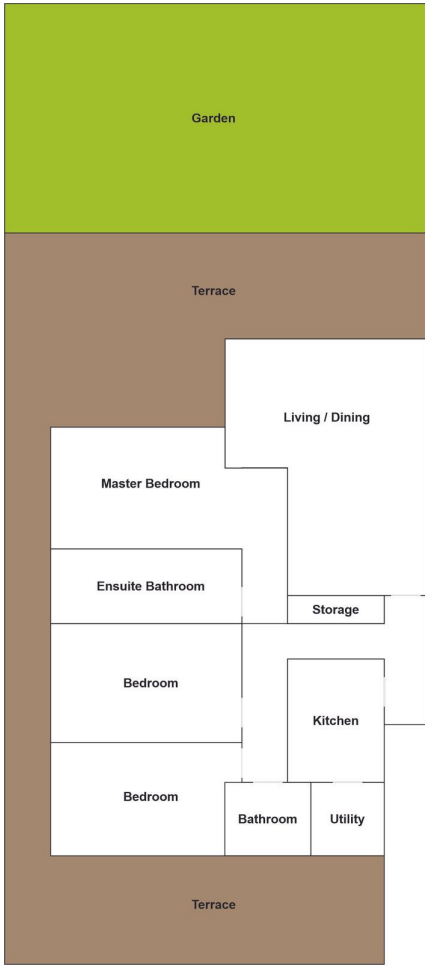 Garden
Terrace
Living / Dining
Master Bedroom
Ensuite Bathroom
Storage
Bedroom
Kitchen
Bedroom
Bathroom
Utility
Terrace